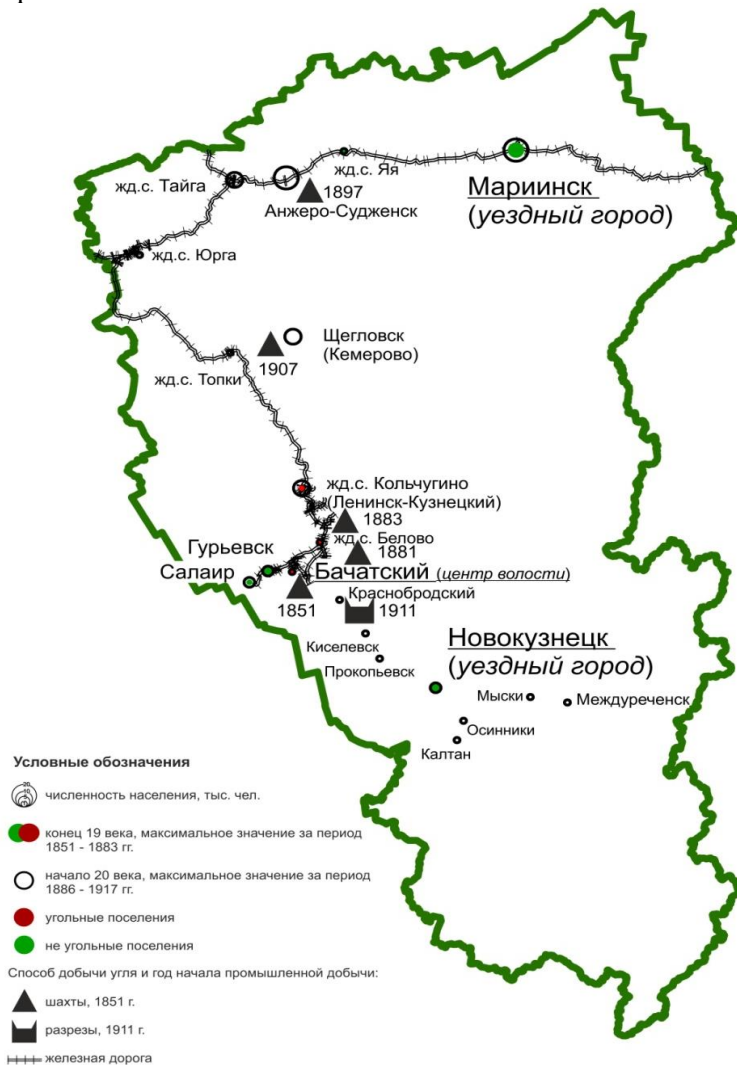 жд.с. Яя
жд.с. Тайга
1897
Анжеро-Судженск
Мариинск
(уездный город)
жд.с. Юрга
Щегловск
(Кемерово)
1907
жд.с. Топки
жд.с. Кольчугино
(Ленинск-Кузнецкий)
1883
жд.с. Белово
1881
Гурьевск
Салаир
Бачатский (центр волости)
1851
Краснобродский
1911
Киселевск
Прокопьевск
Новокузнецк
(уездный город)
Мыски
Междуреченск
Осинники
Калтан
Условные обозначения
численность населения, тыс. чел.
конец 19 века, максимальное значение за период
1851 - 1883 гг.
начало 20 века, максимальное значение за период
1886 - 1917 гг.
угольные поселения
не угольные поселения
Способ добычи угля и год начала промышленной добычи:
шахты, 1851 г.
разрезы, 1911 г.
железная дорога